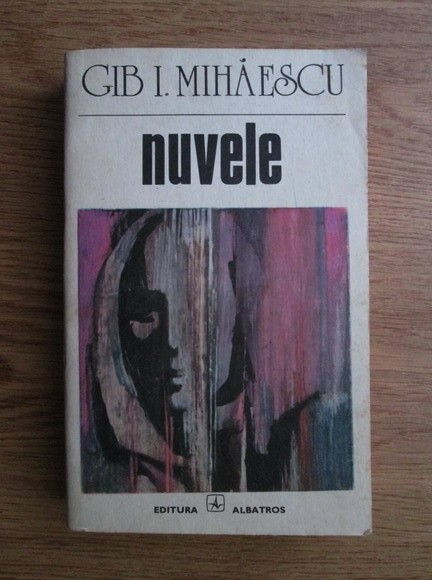 GIB I. MIHĂESCU
nuvele
EDITURA ALBATROS